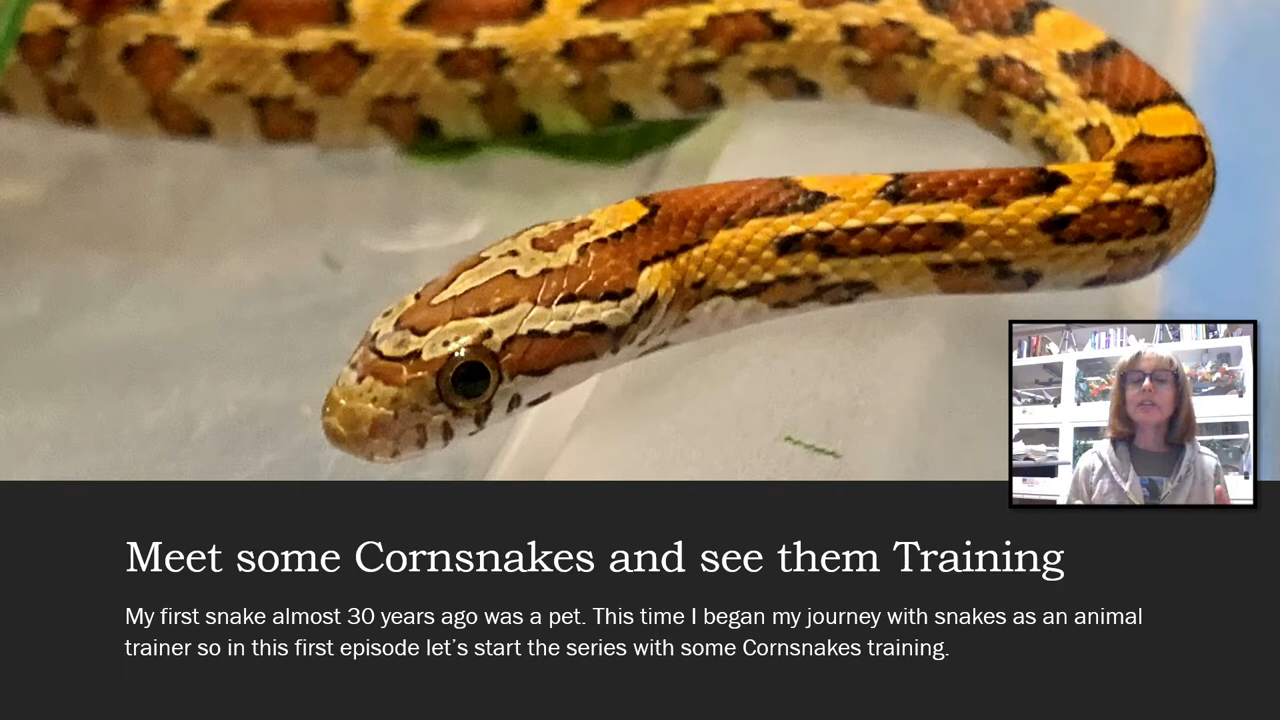 Meet some Cornsnakes and see them Training
My first snake almost 30 years ago was a pet. This time I began my journey with snakes as an animal
trainer so in this first episode let’s start the series with some Cornsnakes training.